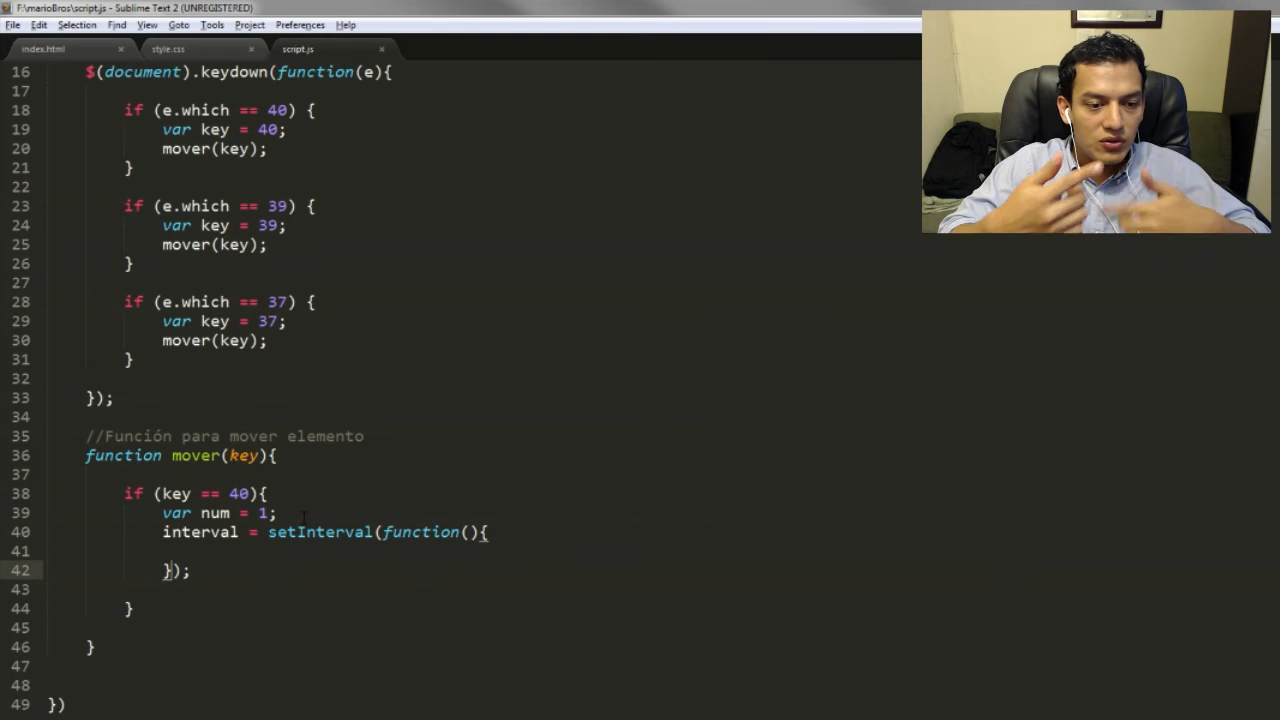 F:\marioBros\script.js - Sublime Text 2 (UNREGISTERED)
File Edit Selection Find View Goto Tools Project Preferences Help
index.html × style.css × script.js ×
16 $(document).keydown(function(e){
17
18 if (e.which == 40) {
19 var key = 40;
20 mover(key);
21 }
22
23 if (e.which == 39) {
24 var key = 39;
25 mover(key);
26 }
27
28 if (e.which == 37) {
29 var key = 37;
30 mover(key);
31 }
32
33 });
34
35 //Función para mover elemento
36 function mover(key){
37
38 if (key == 40){
39 var num = 1;
40 interval = setInterval(function(){
41
42 });
43
44 }
45
46 }
47
48
49 })